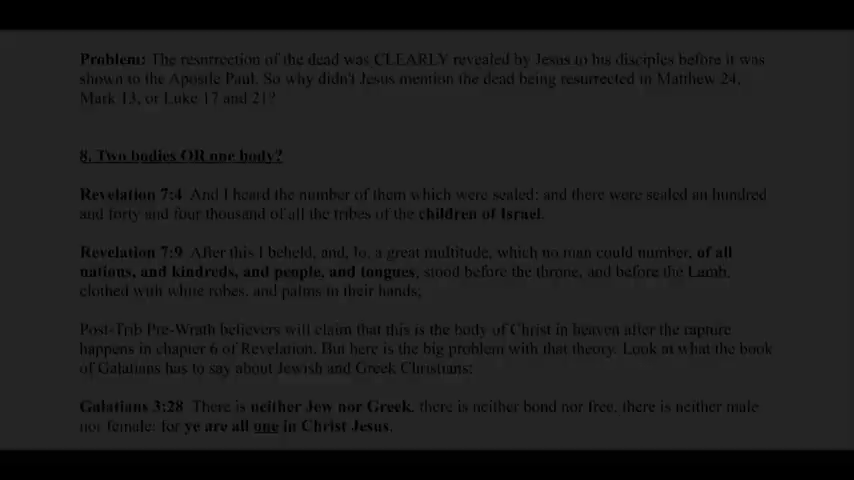 Problem: The resurrection of the dead was CLEARLY revealed by Jesus to his disciples before it was
shown to the Apostle Paul. So why didn't Jesus mention the dead being resurrected in Matthew 24,
Mark 13, or Luke 17 and 21?
8. Two bodies OR one body?
Revelation 7:4 And I heard the number of them which were sealed: and there were sealed an hundred
and forty and four thousand of all the tribes of the children of Israel.
Revelation 7:9 After this I beheld, and, lo, a great multitude, which no man could number, of all
nations, and kindreds, and people, and tongues, stood before the throne, and before the Lamb,
clothed with white robes, and palms in their hands;
Post-Trib Pre-Wrath believers will claim that this is the body of Christ in heaven after the rapture
happens in chapter 6 of Revelation. But here is the big problem with that theory. Look at what the book
of Galatians has to say about Jewish and Greek Christians:
Galatians 3:28 There is neither Jew nor Greek, there is neither bond nor free, there is neither male
nor female: for ye are all one in Christ Jesus.